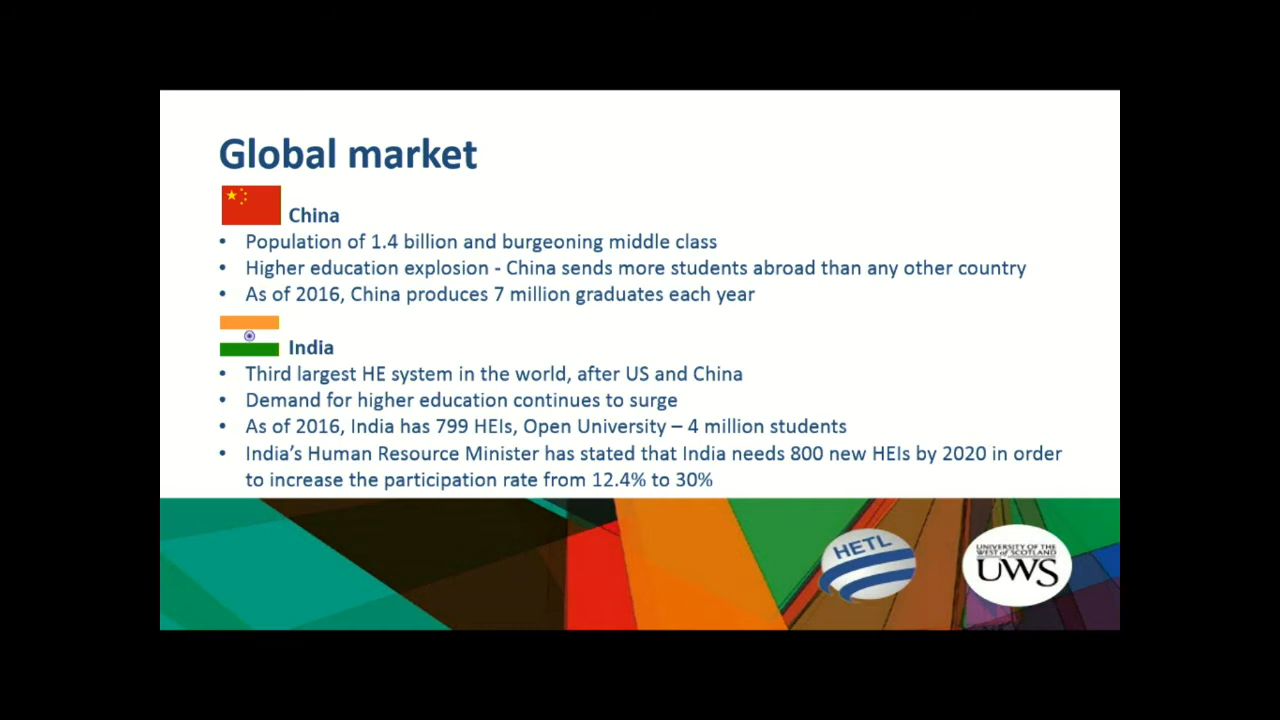 Global market
China
• Population of 1.4 billion and burgeoning middle class
• Higher education explosion - China sends more students abroad than any other country
• As of 2016, China produces 7 million graduates each year
India
• Third largest HE system in the world, after US and China
• Demand for higher education continues to surge
• As of 2016, India has 799 HEIs, Open University – 4 million students
• India’s Human Resource Minister has stated that India needs 800 new HEIs by 2020 in order
to increase the participation rate from 12.4% to 30%
HETL
UNIVERSITY OF THE
WEST of SCOTLAND
UWS